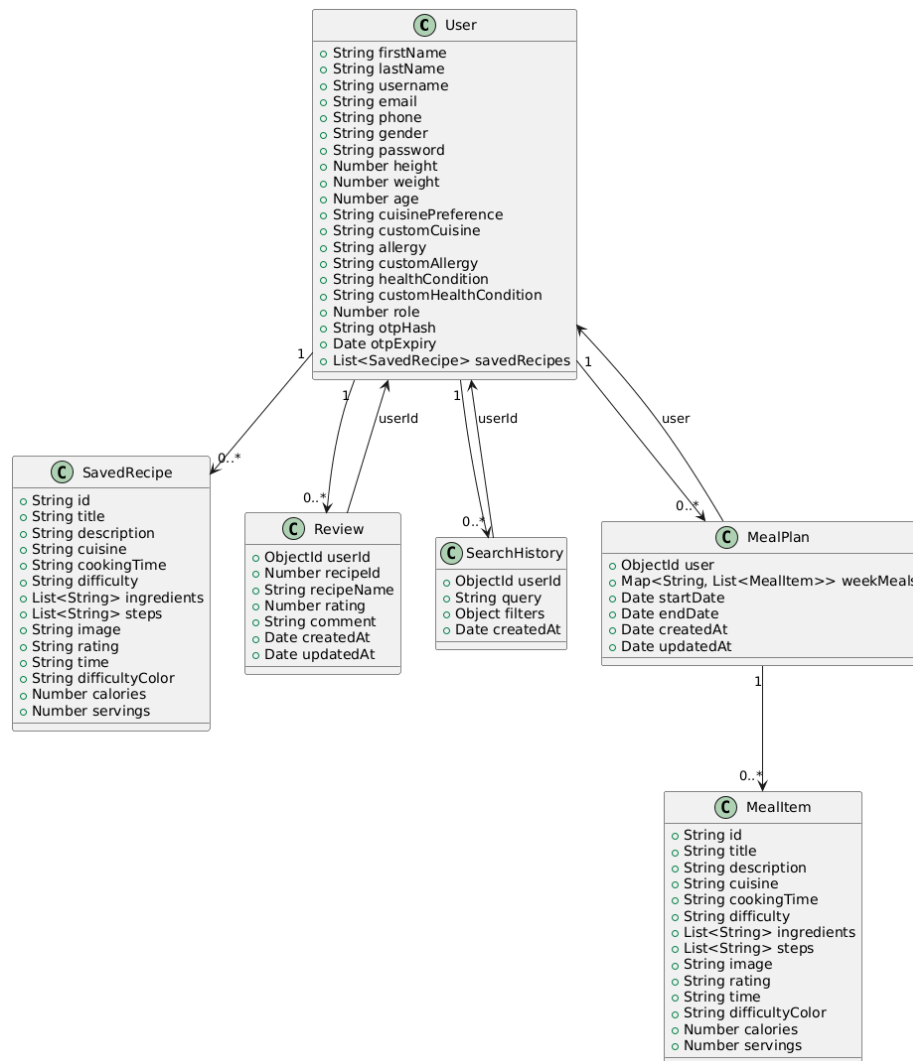 C User
String firstName
String lastName
String username
String email
String phone
String gender
String password
Number height
Number weight
Number age
String cuisinePreference
String customCuisine
String allergy
String customAllergy
String healthCondition
String customHealthCondition
Number role
String otpHash
Date otpExpiry
List<SavedRecipe> savedRecipes
1
1
1
1
userId
userId
user
0..*
0..*
0..*
0..*
C SavedRecipe
String id
String title
String description
String cuisine
String cookingTime
String difficulty
List<String> ingredients
List<String> steps
String image
String rating
String time
String difficultyColor
Number calories
Number servings
C Review
ObjectId userId
Number recipeId
String recipeName
Number rating
String comment
Date createdAt
Date updatedAt
C SearchHistory
ObjectId userId
String query
Object filters
Date createdAt
C MealPlan
ObjectId user
Map<String, List<MealItem>> weekMeals
Date startDate
Date endDate
Date createdAt
Date updatedAt
1
0..*
C MealItem
String id
String title
String description
String cuisine
String cookingTime
String difficulty
List<String> ingredients
List<String> steps
String image
String rating
String time
String difficultyColor
Number calories
Number servings